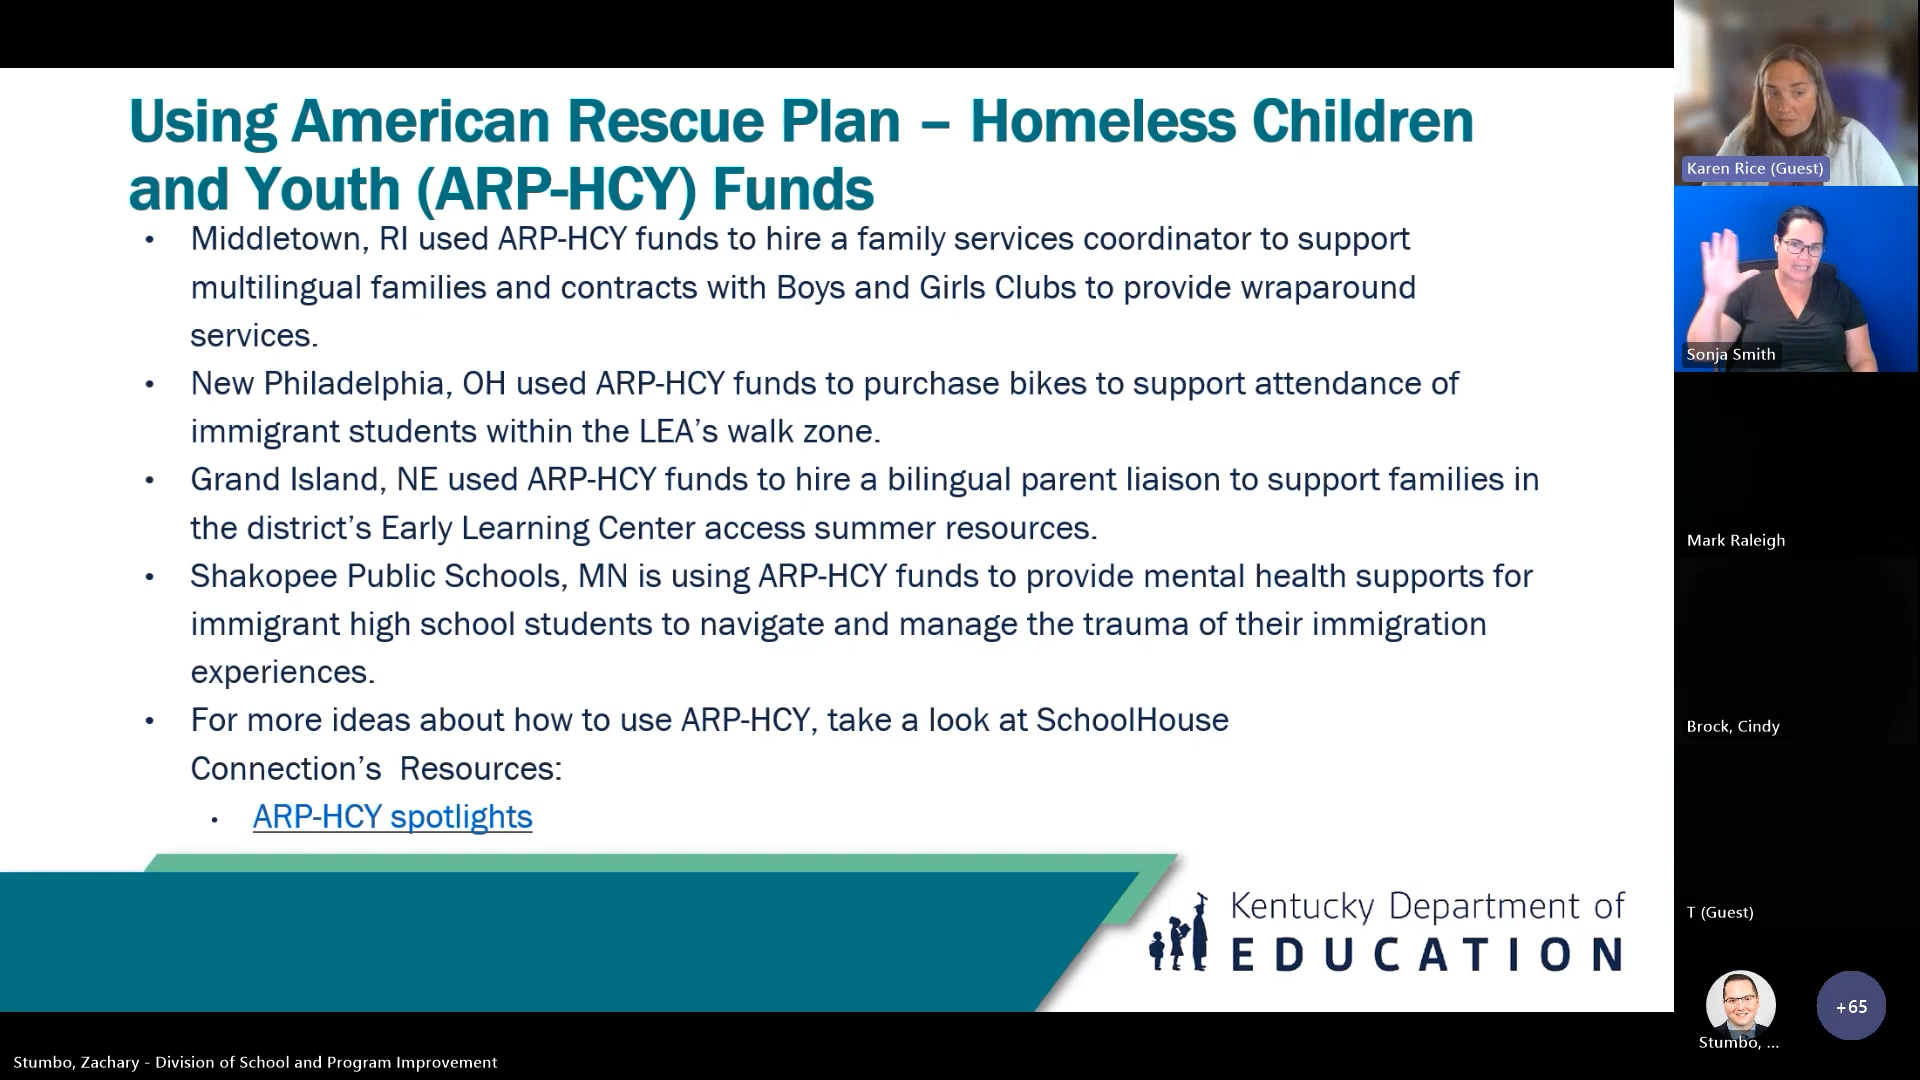 Using American Rescue Plan – Homeless Children
and Youth (ARP-HCY) Funds
• Middletown, RI used ARP-HCY funds to hire a family services coordinator to support
multilingual families and contracts with Boys and Girls Clubs to provide wraparound
services.
• New Philadelphia, OH used ARP-HCY funds to purchase bikes to support attendance of
immigrant students within the LEA’s walk zone.
• Grand Island, NE used ARP-HCY funds to hire a bilingual parent liaison to support families in
the district’s Early Learning Center access summer resources.
• Shakopee Public Schools, MN is using ARP-HCY funds to provide mental health supports for
immigrant high school students to navigate and manage the trauma of their immigration
experiences.
• For more ideas about how to use ARP-HCY, take a look at SchoolHouse
Connection’s  Resources:
• ARP-HCY spotlights
Kentucky Department of
EDUCATION
Stumbo, Zachary - Division of School and Program Improvement
Karen Rice (Guest)
Sonja Smith
Mark Raleigh
Brock, Cindy
T (Guest)
+65
Stumbo, ...